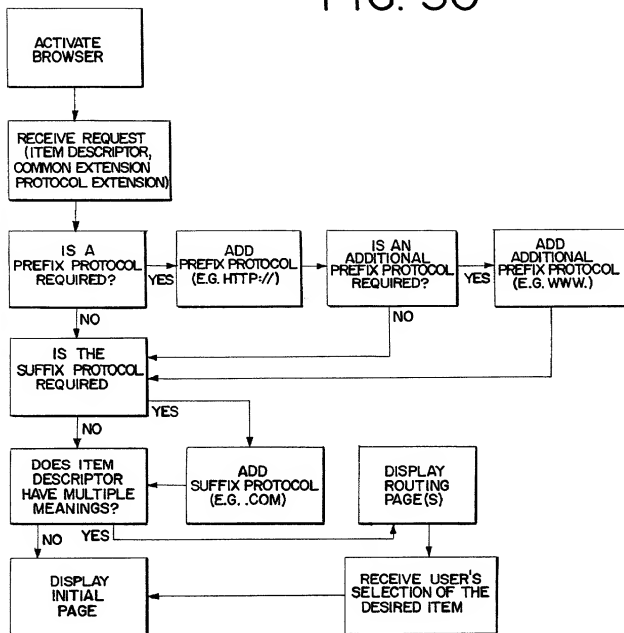 FIG. 
ACTIVATE
BROWSER
RECEIVE REQUEST
(ITEM DESCRIPTOR,
COMMON EXTENSION
PROTOCOL EXTENSION)
IS A
PREFIX PROTOCOL
REQUIRED?
YES
ADD
PREFIX PROTOCOL
(E.G. HTTP://)
IS AN
ADDITIONAL
PREFIX PROTOCOL
REQUIRED?
YES
ADD
ADDITIONAL
PREFIX PROTOCOL
(E.G. WWW.)
NO
NO
IS THE
SUFFIX PROTOCOL
REQUIRED
YES
NO
DOES ITEM
DESCRIPTOR
HAVE MULTIPLE
MEANINGS?
ADD
SUFFIX PROTOCOL
(E.G. .COM)
DISPLAY
ROUTING
PAGE(S)
NO
YES
DISPLAY
INITIAL
PAGE
RECEIVE USER'S
SELECTION OF THE
DESIRED ITEM